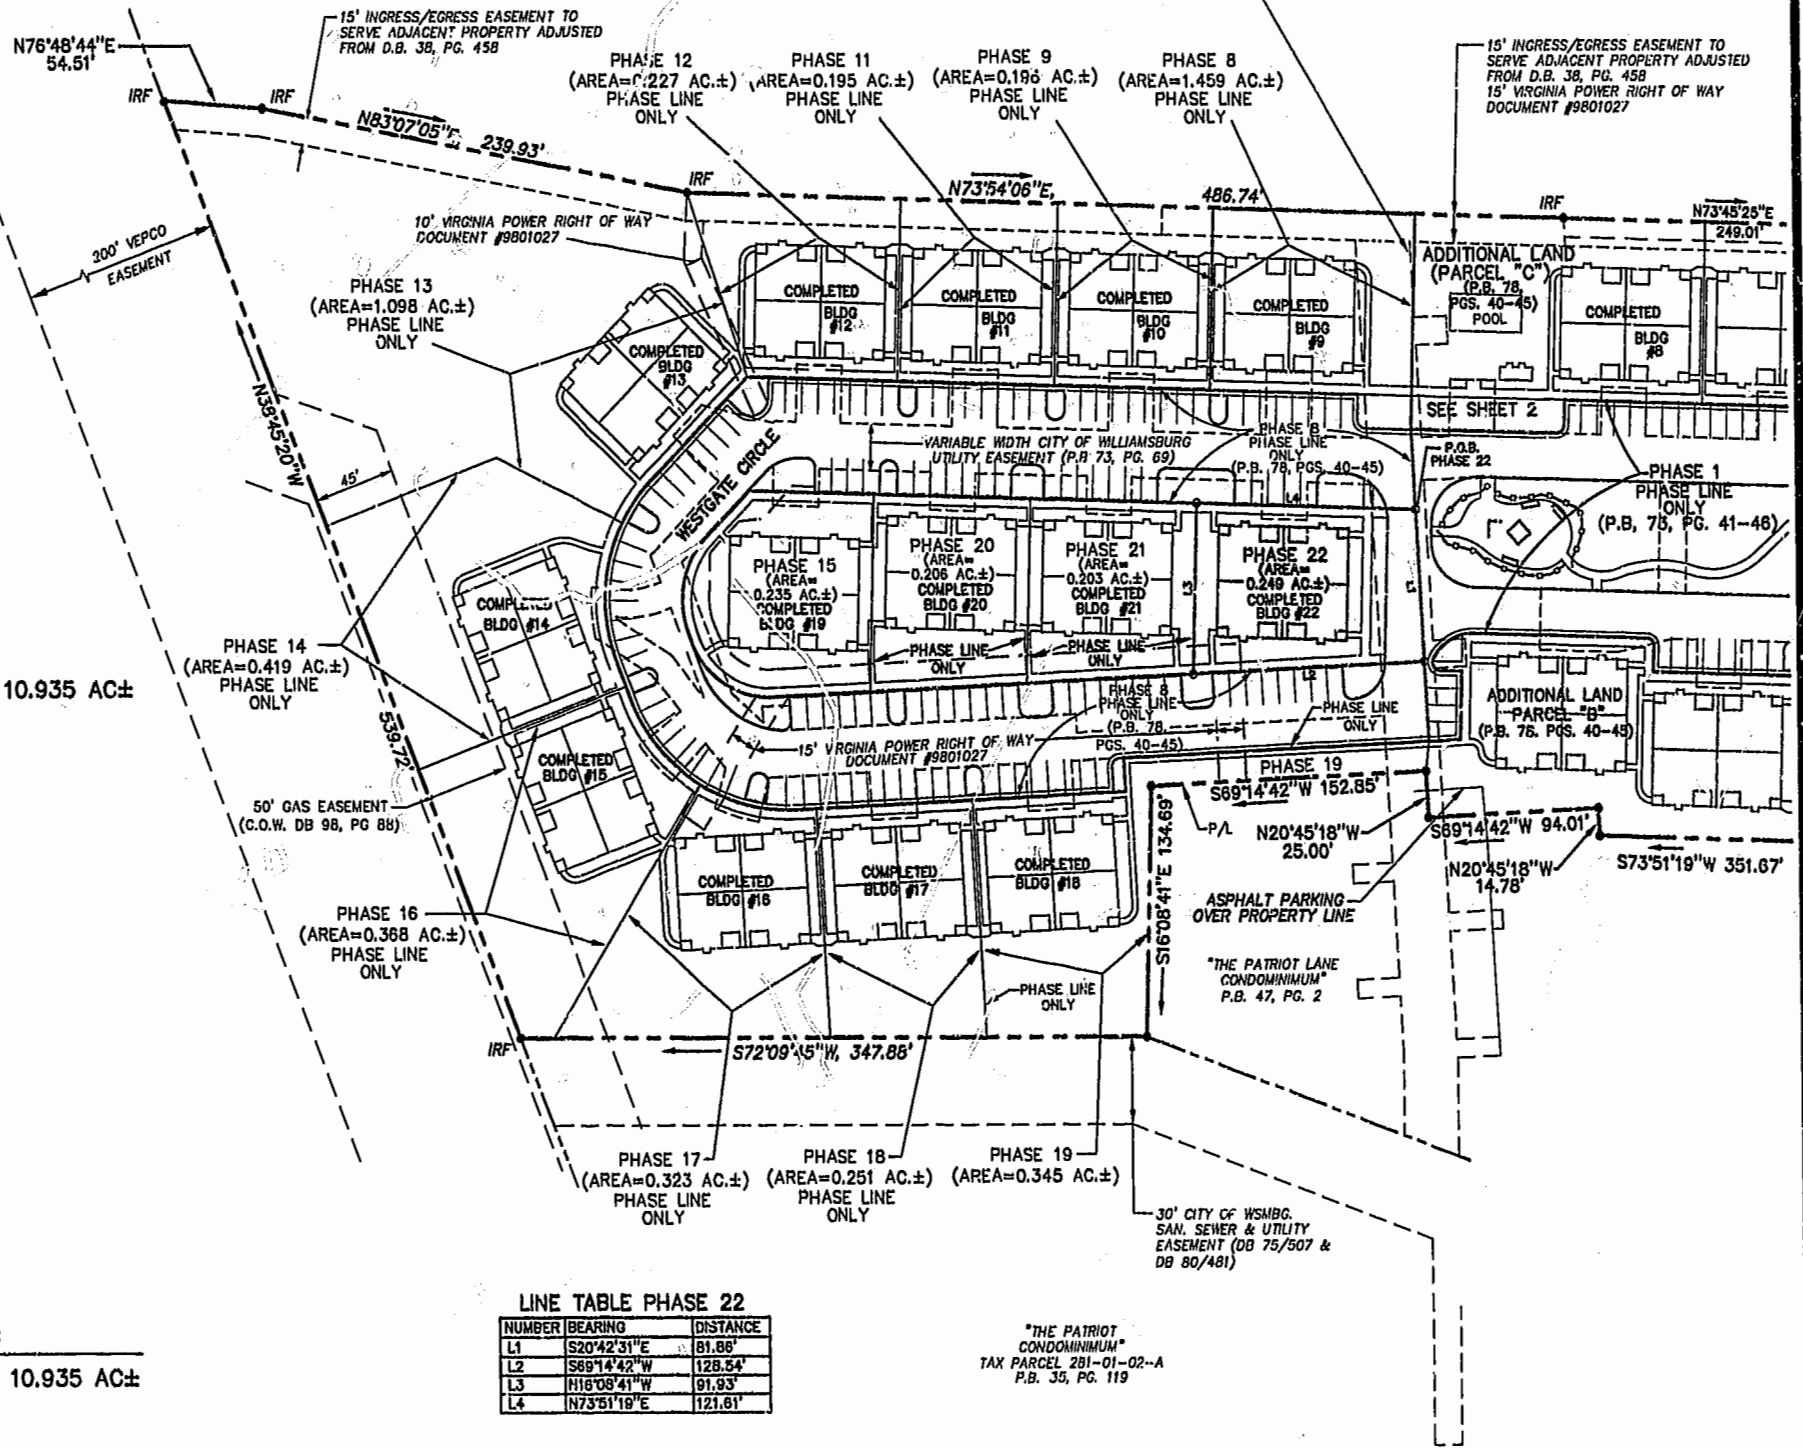 15' INGRESS/EGRESS EASEMENT TO
SERVE ADJACENT PROPERTY ADJUSTED
FROM D.B. 38, PG. 458
N76°48'44"E
54.51'
IRF
IRF
N83°07'05"E
239.93'
IRF
PHASE 12
(AREA=0.227 AC.±)
PHASE LINE
ONLY
PHASE 11
(AREA=0.195 AC.±)
PHASE LINE
ONLY
PHASE 9
(AREA=0.196 AC.±)
PHASE LINE
ONLY
PHASE 8
(AREA=1.459 AC.±)
PHASE LINE
ONLY
15' INGRESS/EGRESS EASEMENT TO
SERVE ADJACENT PROPERTY ADJUSTED
FROM D.B. 38, PG. 458
15' VIRGINIA POWER RIGHT OF WAY
DOCUMENT #9801027
N73°54'06"E,
486.74'
IRF
N73°45'25"E
249.01'
10' VIRGINIA POWER RIGHT OF WAY
DOCUMENT #9801027
200' VEPCO
EASEMENT
PHASE 13
(AREA=1.098 AC.±)
PHASE LINE
ONLY
COMPLETED
BLDG
#13
COMPLETED
BLDG
#12
COMPLETED
BLDG
#11
COMPLETED
BLDG
#10
COMPLETED
BLDG
#9
ADDITIONAL LAND
(PARCEL "C")
(P.B. 78,
PGS. 40-45)
POOL
COMPLETED
BLDG
#8
N38°45'20"W
539.72'
45'
WESTGATE CIRCLE
VARIABLE WIDTH CITY OF WILLIAMSBURG
UTILITY EASEMENT (P.B 73, PG. 69)
PHASE 8
PHASE LINE
ONLY
(P.B. 78, PGS. 40-45)
SEE SHEET 2
P.O.B.
PHASE 22
PHASE 1
PHASE LINE
ONLY
(P.B, 73, PG. 41-46)
L4
L3
L1
L2
PHASE 15
(AREA=
0.235 AC.±)
COMPLETED
BLDG #19
PHASE 20
(AREA=
0.206 AC.±)
COMPLETED
BLDG #20
PHASE 21
(AREA=
0.203 AC.±)
COMPLETED
BLDG #21
PHASE 22
(AREA=
0.249 AC.±)
COMPLETED
BLDG #22
PHASE LINE
ONLY
PHASE LINE
ONLY
COMPLETED
BLDG #14
PHASE 14
(AREA=0.419 AC.±)
PHASE LINE
ONLY
10.935 AC±
PHASE 8
PHASE LINE
ONLY
(P.B. 78,
PGS. 40-45)
PHASE LINE
ONLY
ADDITIONAL LAND
PARCEL "B"
(P.B. 78, PGS. 40-45)
15' VIRGINIA POWER RIGHT OF WAY
DOCUMENT #9801027
COMPLETED
BLDG #15
50' GAS EASEMENT
(C.O.W. DB 98, PG 88)
PHASE 19
S69°14'42"W 152.85'
P/L
N20°45'18"W
25.00'
S69°14'42"W 94.01'
N20°45'18"W
14.78'
S73°51'19"W 351.67'
S16°08'41"E 134.69'
COMPLETED
BLDG #16
COMPLETED
BLDG #17
COMPLETED
BLDG #18
ASPHALT PARKING
OVER PROPERTY LINE
PHASE 16
(AREA=0.368 AC.±)
PHASE LINE
ONLY
"THE PATRIOT LANE
CONDOMINIMUM"
P.B. 47, PG. 2
PHASE LINE
ONLY
IRF
S72°09'45"W, 347.88'
PHASE 17
(AREA=0.323 AC.±)
PHASE LINE
ONLY
PHASE 18
(AREA=0.251 AC.±)
PHASE LINE
ONLY
PHASE 19
(AREA=0.345 AC.±)
30' CITY OF WSMBG.
SAN. SEWER & UTILITY
EASEMENT (DB 75/507 &
DB 80/481)
LINE TABLE PHASE 22
NUMBER BEARING DISTANCE
L1 S20°42'31"E 81.86'
L2 S69°14'42"W 128.54'
L3 N16°08'41"W 91.93'
L4 N73°51'19"E 121.61'
"THE PATRIOT
CONDOMINIMUM"
TAX PARCEL 281-01-02--A
P.B. 35, PG. 119
10.935 AC±